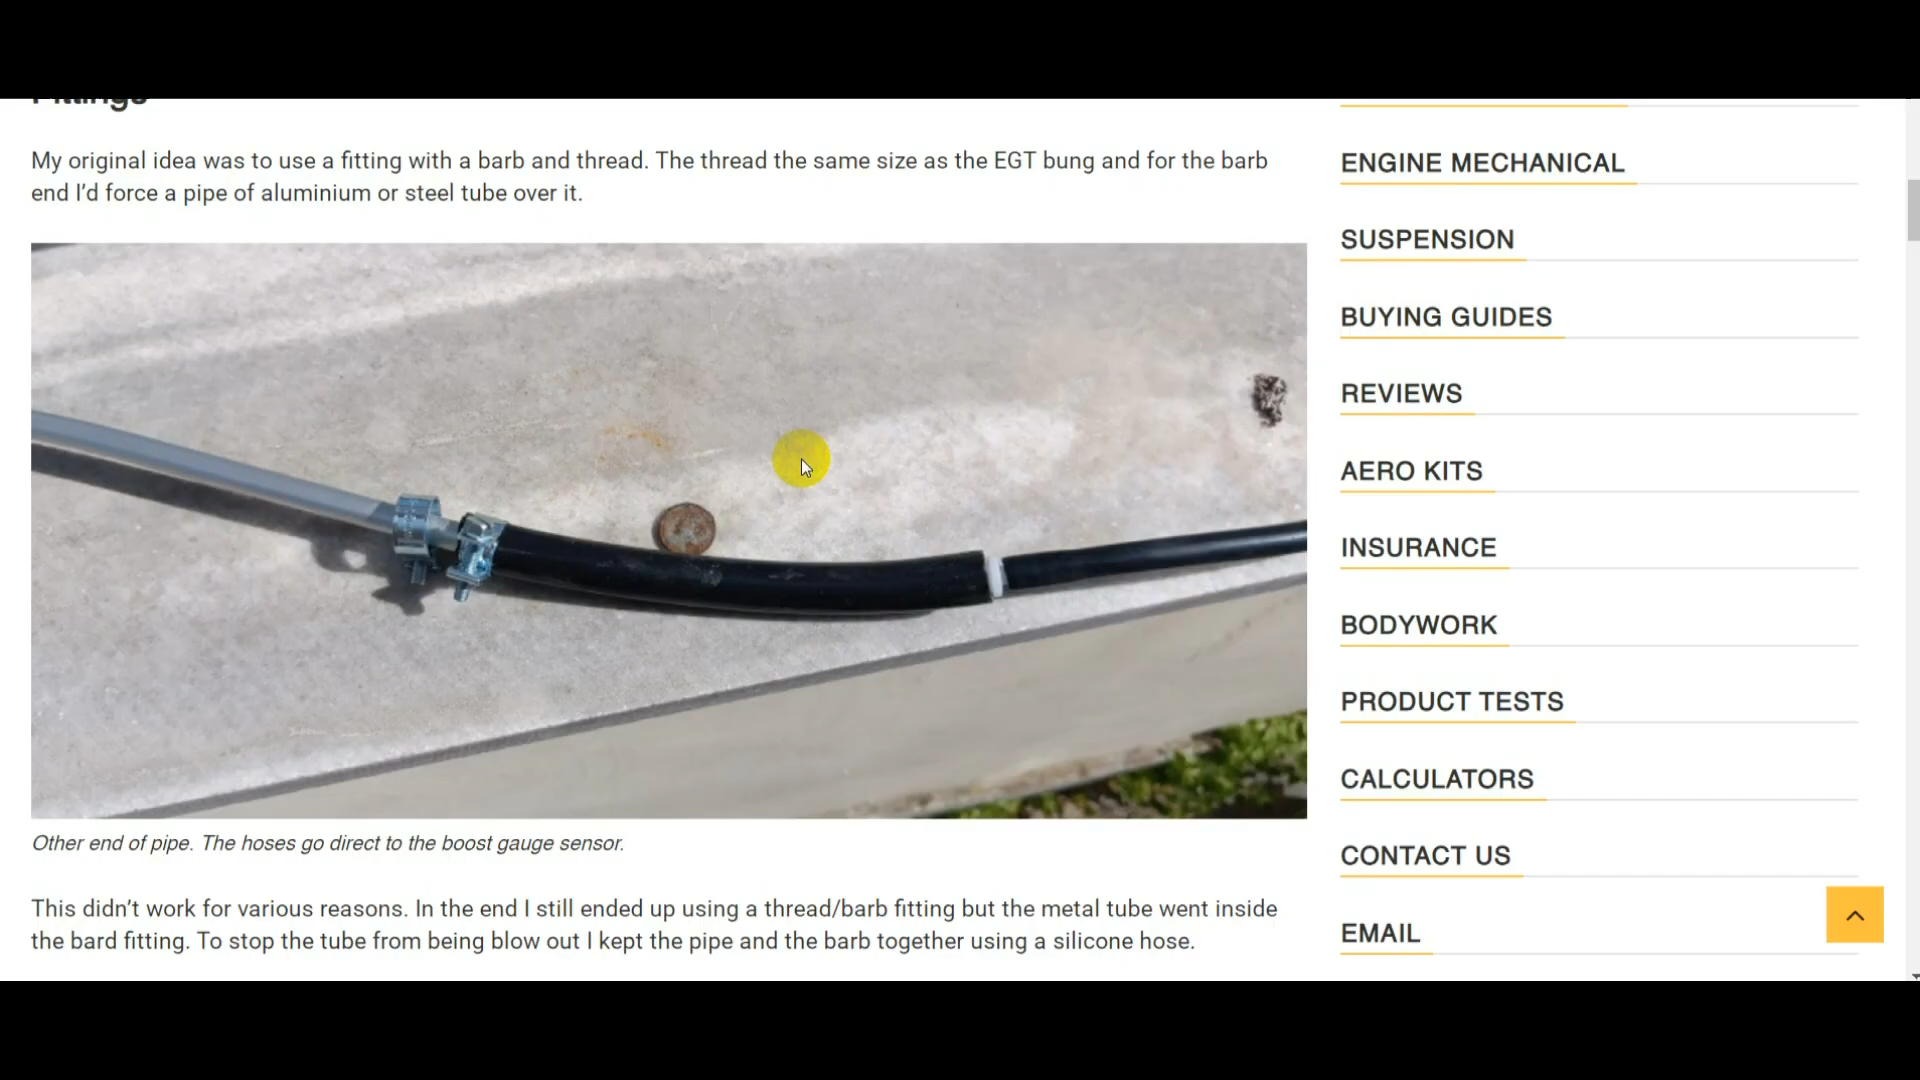 Fittings
My original idea was to use a fitting with a barb and thread. The thread the same size as the EGT bung and for the barb
end I’d force a pipe of aluminium or steel tube over it.
Other end of pipe. The hoses go direct to the boost gauge sensor.
This didn’t work for various reasons. In the end I still ended up using a thread/barb fitting but the metal tube went inside
the bard fitting. To stop the tube from being blow out I kept the pipe and the barb together using a silicone hose.
ENGINE MECHANICAL
SUSPENSION
BUYING GUIDES
REVIEWS
AERO KITS
INSURANCE
BODYWORK
PRODUCT TESTS
CALCULATORS
CONTACT US
EMAIL